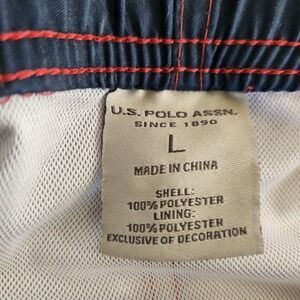 U.S. POLO ASSN.
SINCE 1890
L
MADE IN CHINA
SHELL:
100% POLYESTER
LINING:
100% POLYESTER
EXCLUSIVE OF DECORATION